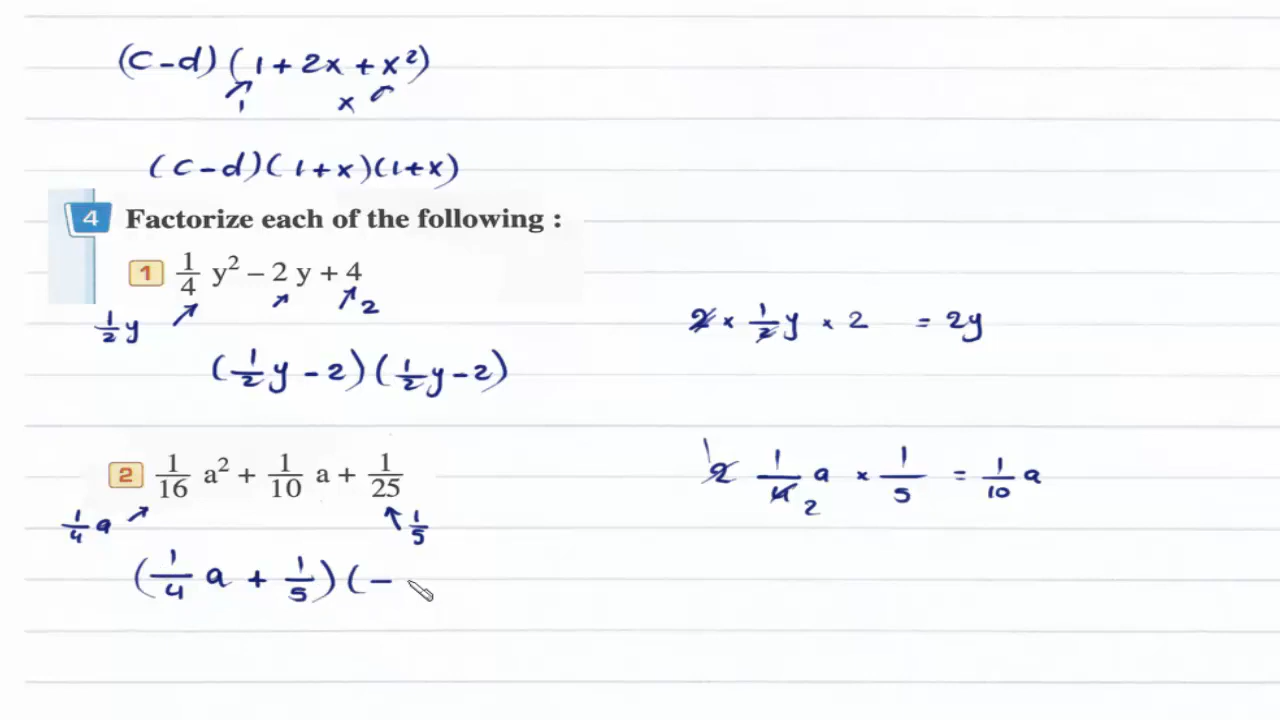 (c-d)(1+2x+x²)
1 x
(c-d)(1+x)(1+x)
4 Factorize each of the following :
1 1/4 y² – 2 y + 4
2
1/2 y
2 × 1/2 y × 2 = 2y
(1/2 y - 2)(1/2 y - 2)
2 1/16 a² + 1/10 a + 1/25
1 2 1/4 a × 1/5 = 1/10 a
2
1/4 a 1/5
(1/4 a + 1/5)(–